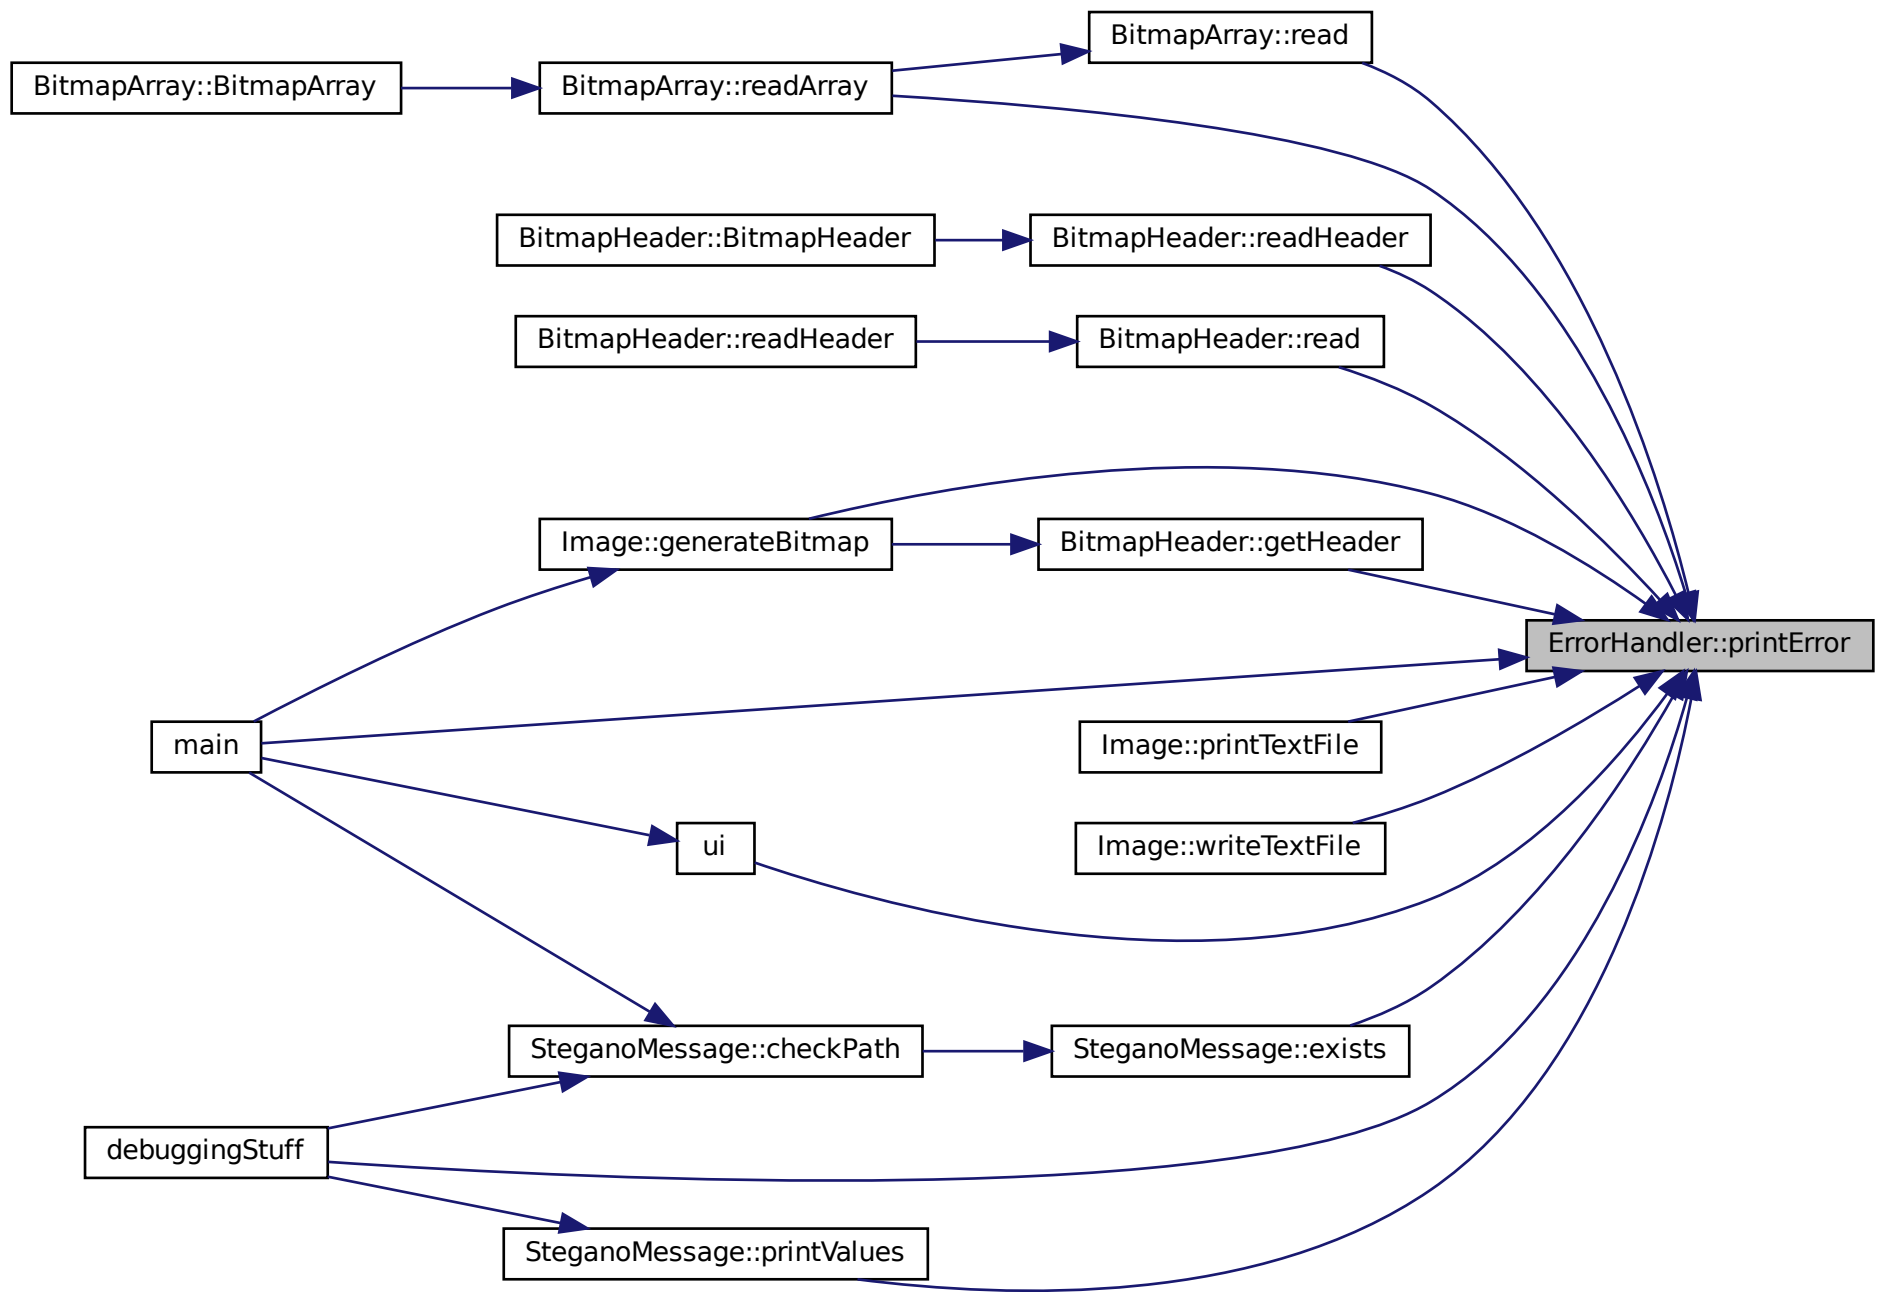 BitmapArray::read
BitmapArray::BitmapArray
BitmapArray::readArray
BitmapHeader::BitmapHeader
BitmapHeader::readHeader
BitmapHeader::readHeader
BitmapHeader::read
Image::generateBitmap
BitmapHeader::getHeader
ErrorHandler::printError
main
Image::printTextFile
ui
Image::writeTextFile
SteganoMessage::checkPath
SteganoMessage::exists
debuggingStuff
SteganoMessage::printValues